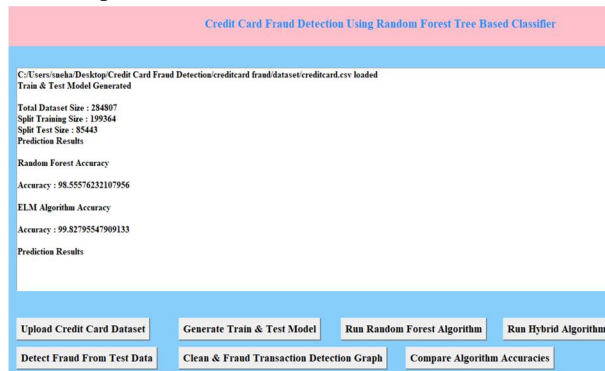 Credit Card Fraud Detection Using Random Forest Tree Based Classifier
C:/Users/sneha/Desktop/Credit Card Fraud Detection/creditcard fraud/dataset/creditcard.csv loaded
Train & Test Model Generated
Total Dataset Size : 284807
Split Training Size : 199364
Split Test Size : 85443
Prediction Results
Random Forest Accuracy
Accuracy : 98.55576232107956
ELM Algorithm Accuracy
Accuracy : 99.82795547909133
Prediction Results
Upload Credit Card Dataset Generate Train & Test Model Run Random Forest Algorithm Run Hybrid Algorithm
Detect Fraud From Test Data Clean & Fraud Transaction Detection Graph Compare Algorithm Accuracies